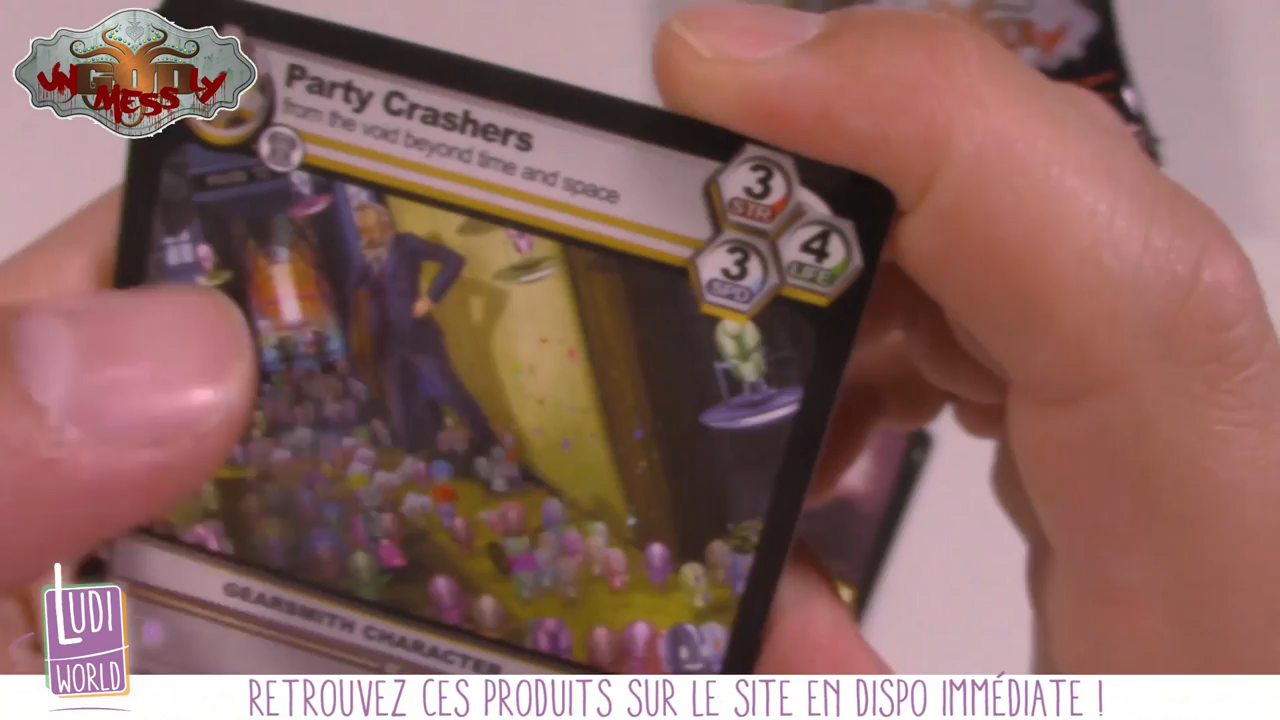 UNGODLY
MESS
Party Crashers
from the void beyond time and space
3
STR
4
LIFE
3
SPD
GEARSMITH CHARACTER
LUDI
WORLD
RETROUVEZ CES PRODUITS SUR LE SITE EN DISPO IMMÉDIATE !